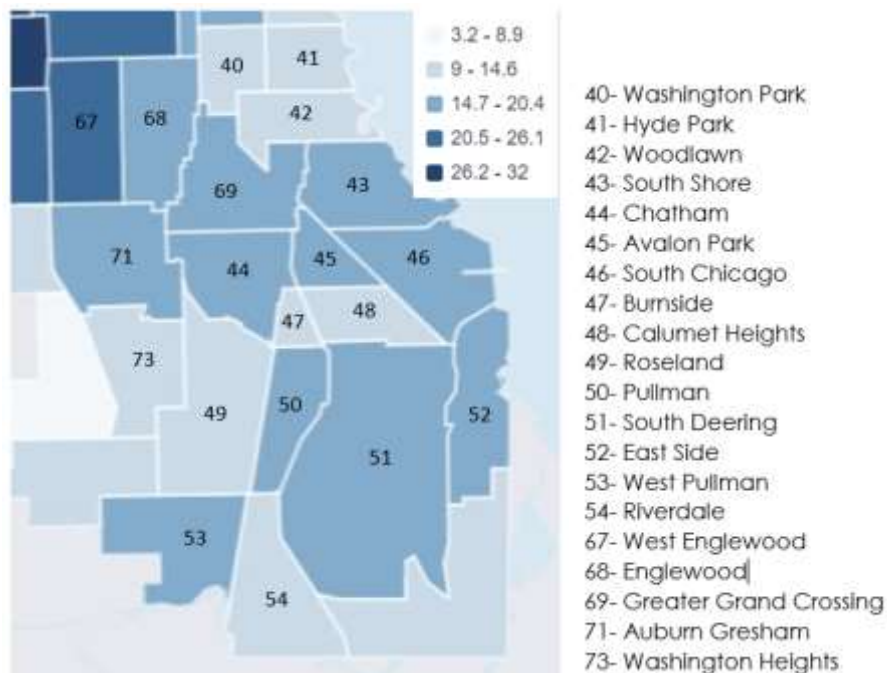 3.2 - 8.9
9 - 14.6
14.7 - 20.4
20.5 - 26.1
26.2 - 32
40
41
42
67
68
69
43
71
44
45
46
47
48
73
49
50
51
52
53
54
40- Washington Park
41- Hyde Park
42- Woodlawn
43- South Shore
44- Chatham
45- Avalon Park
46- South Chicago
47- Burnside
48- Calumet Heights
49- Roseland
50- Pullman
51- South Deering
52- East Side
53- West Pullman
54- Riverdale
67- West Englewood
68- Englewood
69- Greater Grand Crossing
71- Auburn Gresham
73- Washington Heights